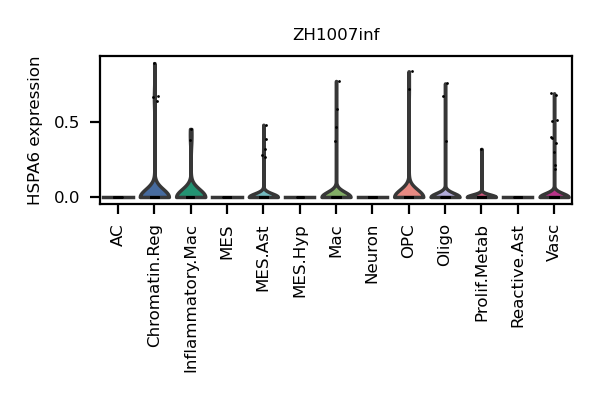 ZH1007inf
HSPA6 expression
0.5
0.0
AC
Chromatin.Reg
Inflammatory.Mac
MES
MES.Ast
MES.Hyp
Mac
Neuron
OPC
Oligo
Prolif.Metab
Reactive.Ast
Vasc